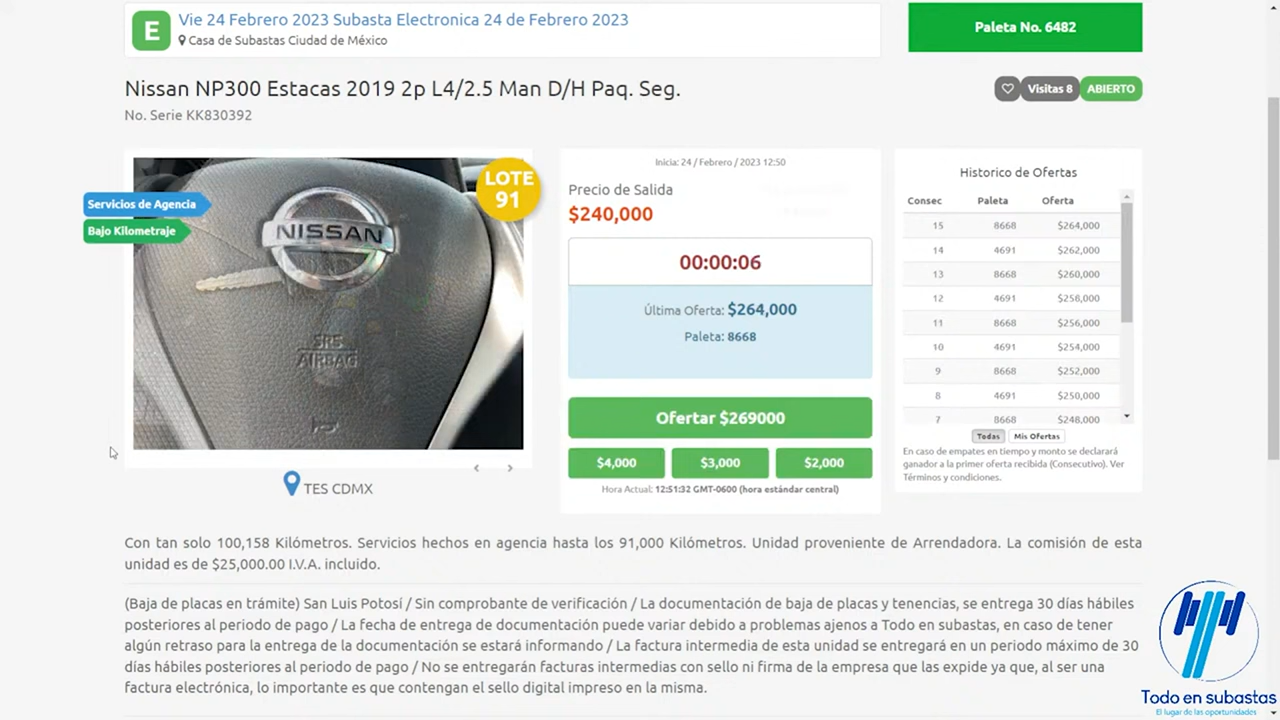 E
Vie 24 Febrero 2023 Subasta Electronica 24 de Febrero 2023
Casa de Subastas Ciudad de México
Paleta No. 6482
Nissan NP300 Estacas 2019 2p L4/2.5 Man D/H Paq. Seg.
No. Serie KK830392
Visitas 8
ABIERTO
Servicios de Agencia
Bajo Kilometraje
LOTE
91
NISSAN
SRS
AIRBAG
TES CDMX
Inicia: 24 / Febrero / 2023 12:50
Precio de Salida
$240,000
00:00:06
Última Oferta: $264,000
Paleta: 8668
Ofertar $269000
$4,000 $3,000 $2,000
Hora Actual: 12:51:32 GMT-0600 (hora estándar central)
Historico de Ofertas
Consec Paleta Oferta
15 8668 $264,000
14 4691 $262,000
13 8668 $260,000
12 4691 $258,000
11 8668 $256,000
10 4691 $254,000
9 8668 $252,000
8 4691 $250,000
7 8668 $248,000
Todas Mis Ofertas
En caso de empates en tiempo y monto se declarará
ganador a la primer oferta recibida (Consecutivo). Ver
Términos y condiciones.
Con tan solo 100,158 Kilómetros. Servicios hechos en agencia hasta los 91,000 Kilómetros. Unidad proveniente de Arrendadora. La comisión de esta
unidad es de $25,000.00 I.V.A. incluido.
(Baja de placas en trámite) San Luis Potosí / Sin comprobante de verificación / La documentación de baja de placas y tenencias, se entrega 30 días hábiles
posteriores al periodo de pago / La fecha de entrega de documentación puede variar debido a problemas ajenos a Todo en subastas, en caso de tener
algún retraso para la entrega de la documentación se estará informando / La factura intermedia de esta unidad se entregará en un periodo máximo de 30
días hábiles posteriores al periodo de pago / No se entregarán facturas intermedias con sello ni firma de la empresa que las expide ya que, al ser una
factura electrónica, lo importante es que contengan el sello digital impreso en la misma.
Todo en subastas
El lugar de las oportunidades